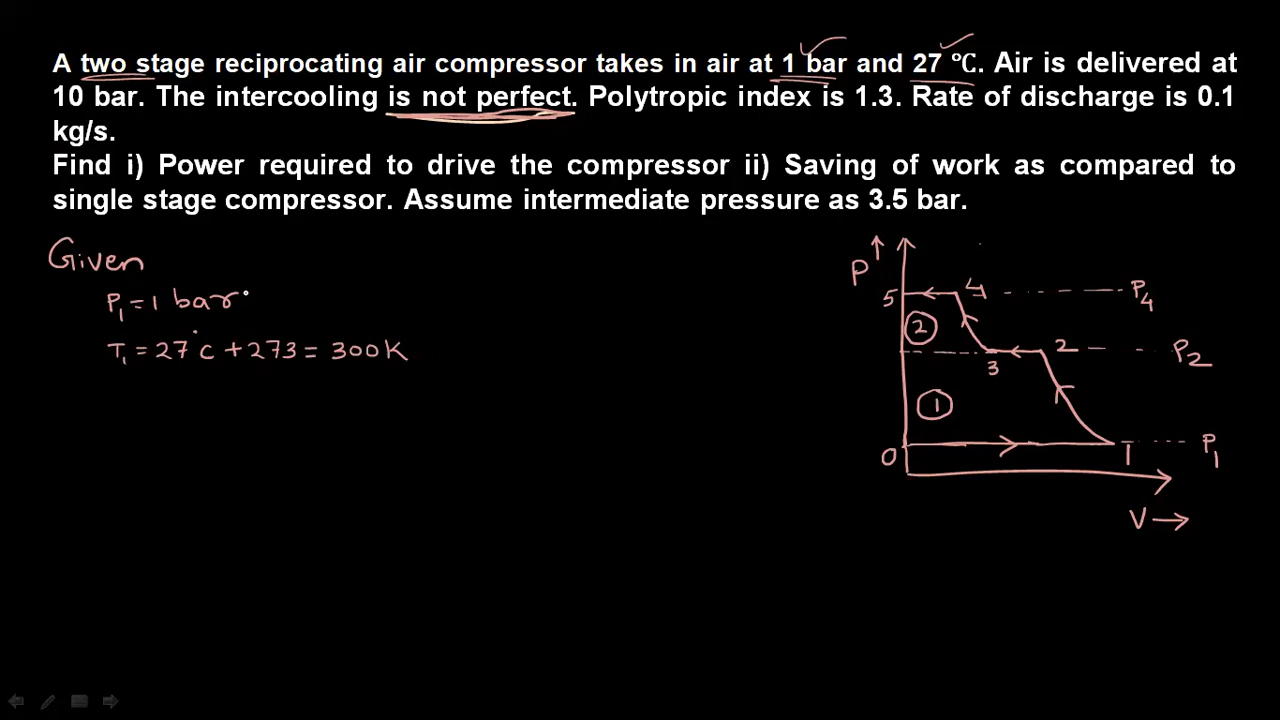 A two stage reciprocating air compressor takes in air at 1 bar and 27 °C. Air is delivered at
10 bar. The intercooling is not perfect. Polytropic index is 1.3. Rate of discharge is 0.1
kg/s.
Find i) Power required to drive the compressor ii) Saving of work as compared to
single stage compressor. Assume intermediate pressure as 3.5 bar.
Given
P₁ = 1 bar
T₁ = 27°C + 273 = 300K
P↑
5 4 P₄
②
3 2 P₂
①
0 1 P₁
V →